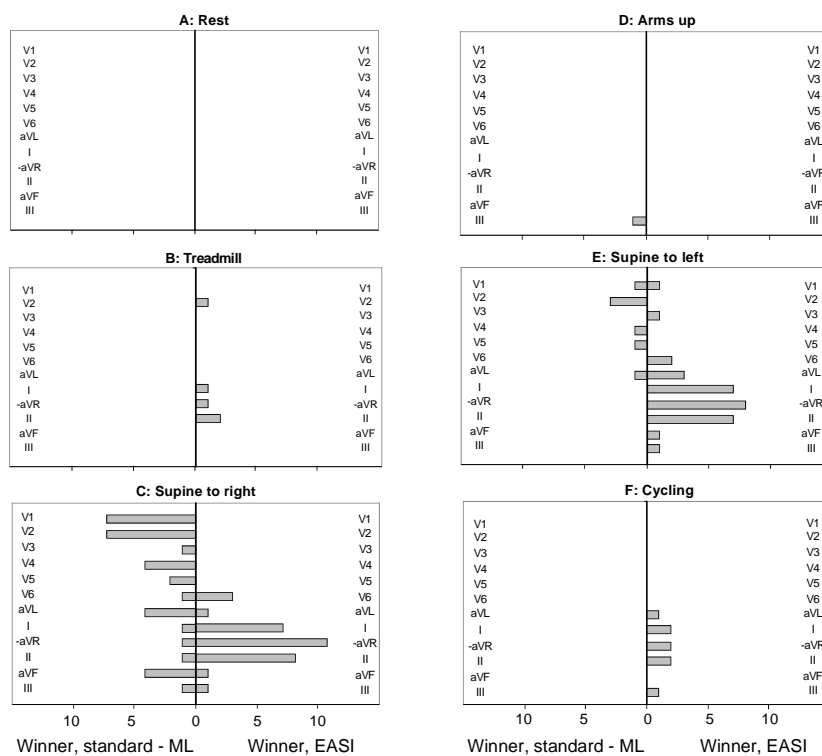 A: Rest
V1 V1
V2 V2
V3 V3
V4 V4
V5 V5
V6 V6
aVL aVL
I I
-aVR -aVR
II II
aVF aVF
III III
B: Treadmill
V1 V1
V2 V2
V3 V3
V4 V4
V5 V5
V6 V6
aVL aVL
I I
-aVR -aVR
II II
aVF aVF
III III
C: Supine to right
V1 V1
V2 V2
V3 V3
V4 V4
V5 V5
V6 V6
aVL aVL
I I
-aVR -aVR
II II
aVF aVF
III III
10 5 0 5 10
Winner, standard - ML Winner, EASI
D: Arms up
V1 V1
V2 V2
V3 V3
V4 V4
V5 V5
V6 V6
aVL aVL
I I
-aVR -aVR
II II
aVF aVF
III III
E: Supine to left
V1 V1
V2 V2
V3 V3
V4 V4
V5 V5
V6 V6
aVL aVL
I I
-aVR -aVR
II II
aVF aVF
III III
F: Cycling
V1 V1
V2 V2
V3 V3
V4 V4
V5 V5
V6 V6
aVL aVL
I I
-aVR -aVR
II II
aVF aVF
III III
10 5 0 5 10
Winner, standard - ML Winner, EASI